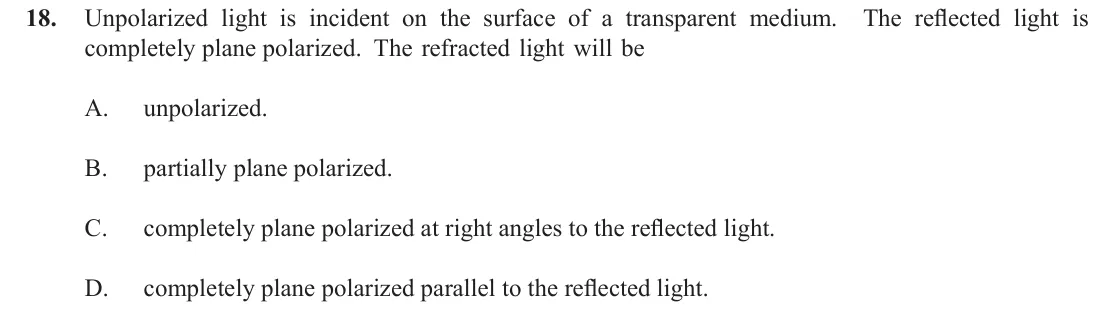 18. Unpolarized light is incident on the surface of a transparent medium. The reflected light is
completely plane polarized. The refracted light will be
A. unpolarized.
B. partially plane polarized.
C. completely plane polarized at right angles to the reflected light.
D. completely plane polarized parallel to the reflected light.